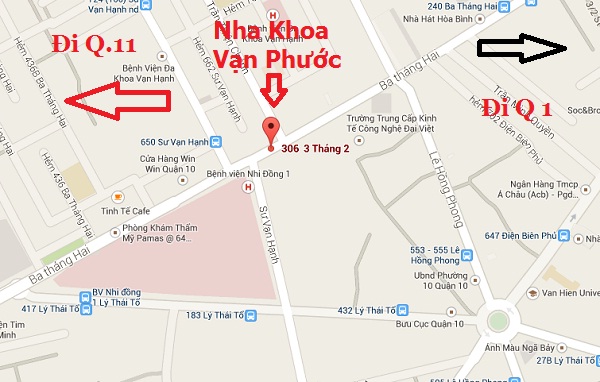 124 (trong)
240 Ba Tháng Hai
Nhà Hát Hòa Bình
Nha Khoa
Vạn Phước
Đi Q.11
Hẻm 436B Ba Tháng Hai
Bệnh Viện Đa
Khoa Vạn Hạnh
Hẻm 662 Sư Vạn Hạnh
Khoa Vạn Hạnh
Ba tháng Hai
Đi Q 1
Trần Minh Quyền
hẻm 702 Điện Biên Phủ
Soc&Bro
650 Sư Vạn Hạnh
306 3 Tháng 2
Trường Trung Cấp Kinh
Tế Công Nghệ Đại Việt
Cửa Hàng Win
Win Quận 10
Bệnh viện Nhi Đồng 1
Lê Hồng Phong
Hẻm 436 Ba Tháng Hai
Tinh Tế Cafe
Ngân Hàng Tmcp
Á Châu (Acb) - Pgd...
Phòng Khám Thẩm
Mỹ Pamas @ 64...
Sư Vạn Hạnh
647 Điện Biên Phủ
553 - 555 Lê
Hồng Phong
Ubnd Phường
10 Quận 10
Ba tháng Hai
BV Nhi đồng
1 Lý Thái Tổ
417 Lý Thái Tổ
183 Lý Thái Tổ
432 Lý Thái Tổ
Van Hien Univer
Bưu Cục Quận 10
ện Tim
Minh
Ánh Màu Ngã Bảy
27B Lý Thái Tổ